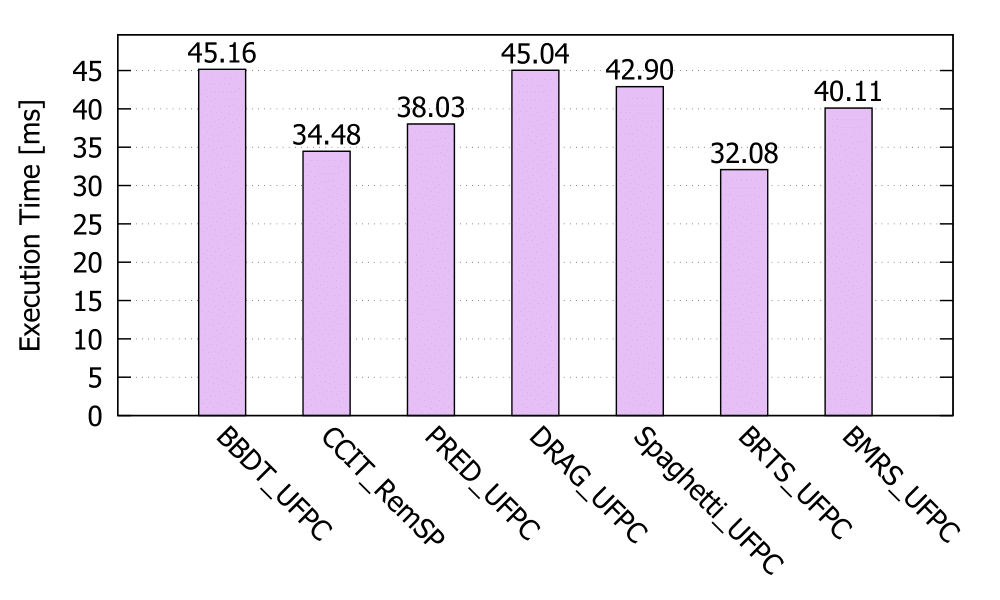 Execution Time [ms]
45
40
35
30
25
20
15
10
5
0
45.16
34.48
38.03
45.04
42.90
32.08
40.11
BBDT_UFPC
CCIT_RemSP
PRED_UFPC
DRAG_UFPC
Spaghetti_UFPC
BRTS_UFPC
BMRS_UFPC